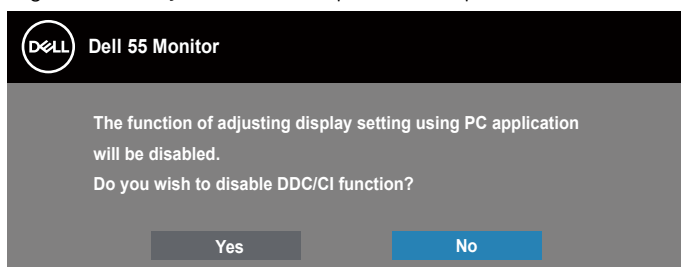 DELL
Dell 55 Monitor
The function of adjusting display setting using PC application
will be disabled.
Do you wish to disable DDC/CI function?
Yes
No